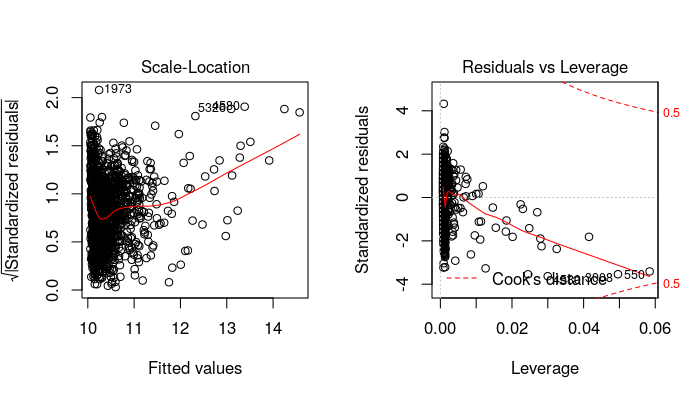 Scale-Location
√|Standardized residuals|
2.0
1.5
1.0
0.5
0.0
1973
4580
10 11 12 13 14
Fitted values
Residuals vs Leverage
Standardized residuals
4
2
0
-2
-4
0.5
0.5
550
Cook's distance
0.00 0.02 0.04 0.06
Leverage